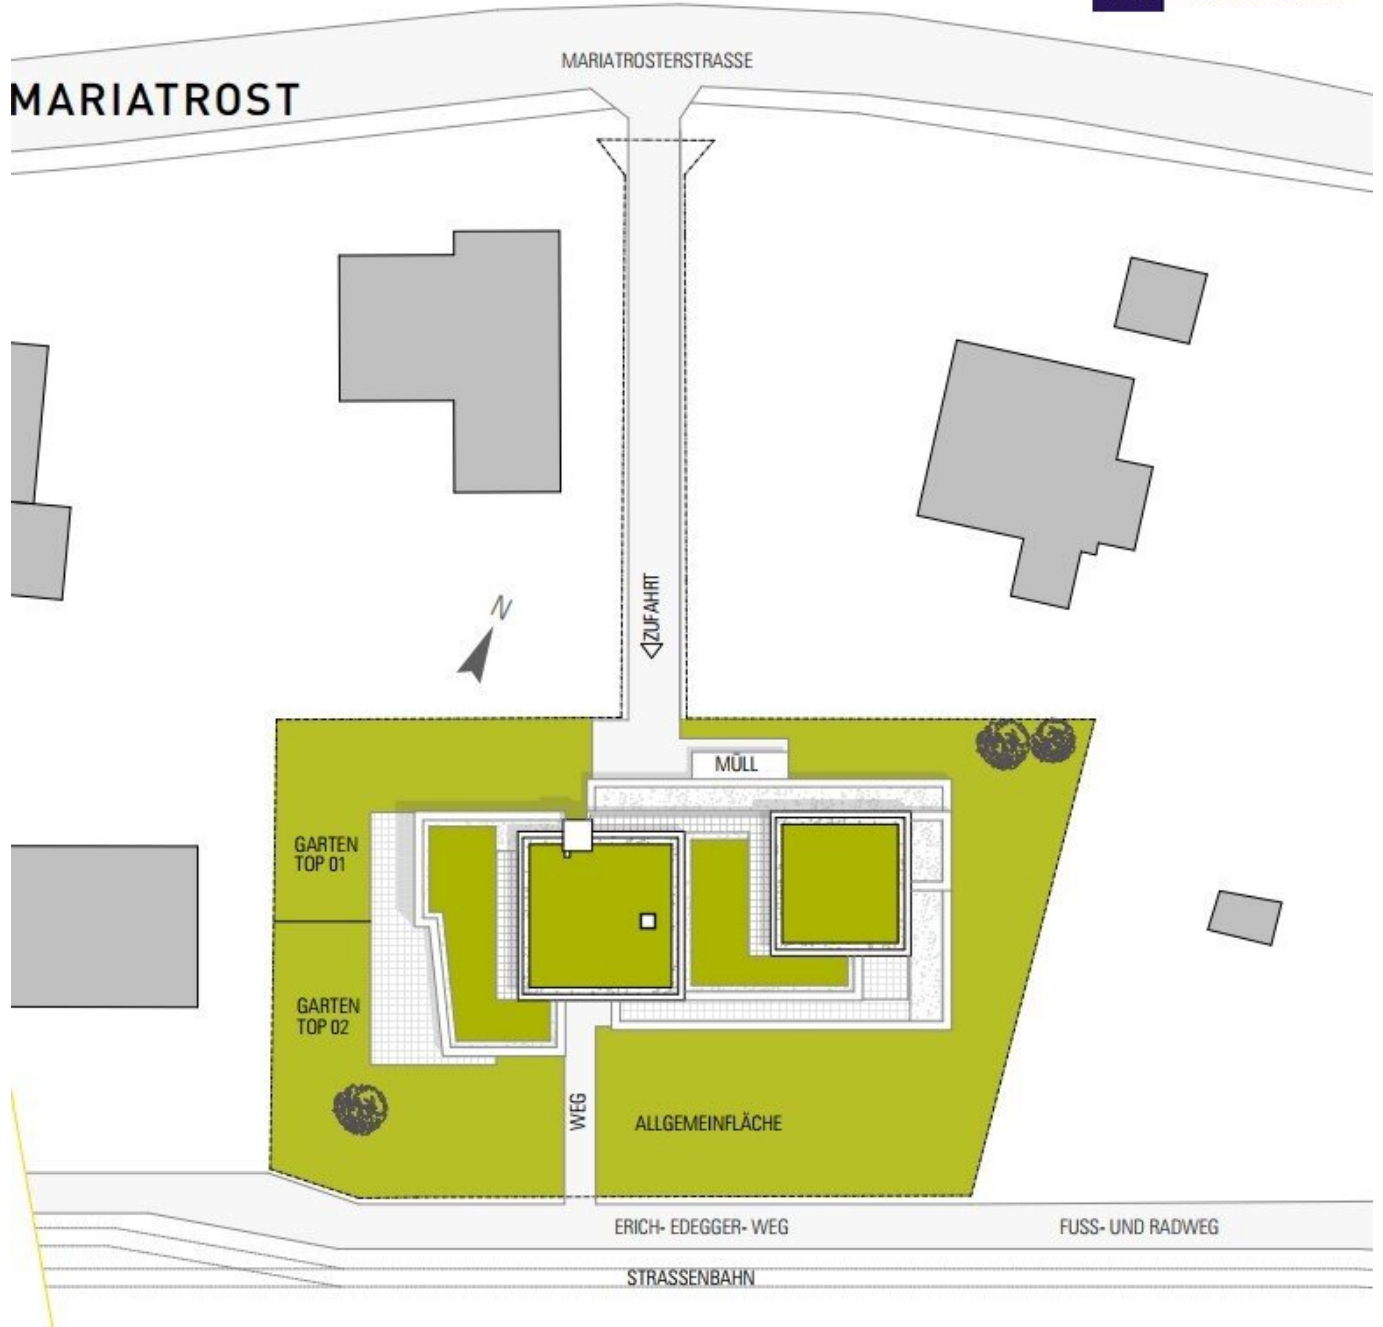 MARIATROSTERSTRASSE
MARIATROST
N
ZUFAHRT
MÜLL
GARTEN
TOP 01
GARTEN
TOP 02
WEG
ALLGEMEINFLÄCHE
ERICH- EDEGGER- WEG
FUSS- UND RADWEG
STRASSENBAHN